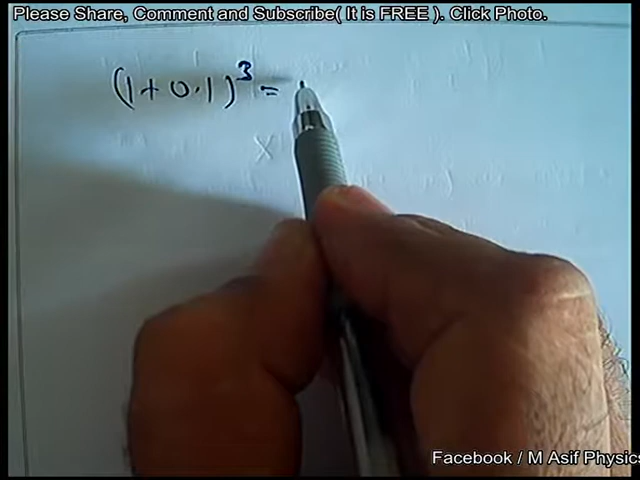 Please Share, Comment and Subscribe( It is FREE ). Click Photo.
(1+0.1)³=
X
Facebook / M Asif Physics